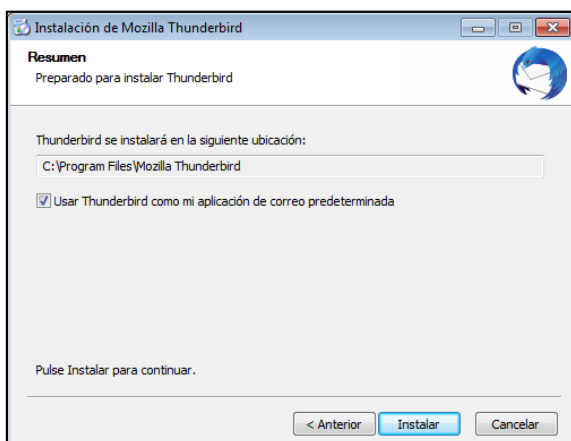 Instalación de Mozilla Thunderbird
Resumen
Preparado para instalar Thunderbird
Thunderbird se instalará en la siguiente ubicación:
C:\Program Files\Mozilla Thunderbird
Usar Thunderbird como mi aplicación de correo predeterminada
Pulse Instalar para continuar.
< Anterior Instalar Cancelar